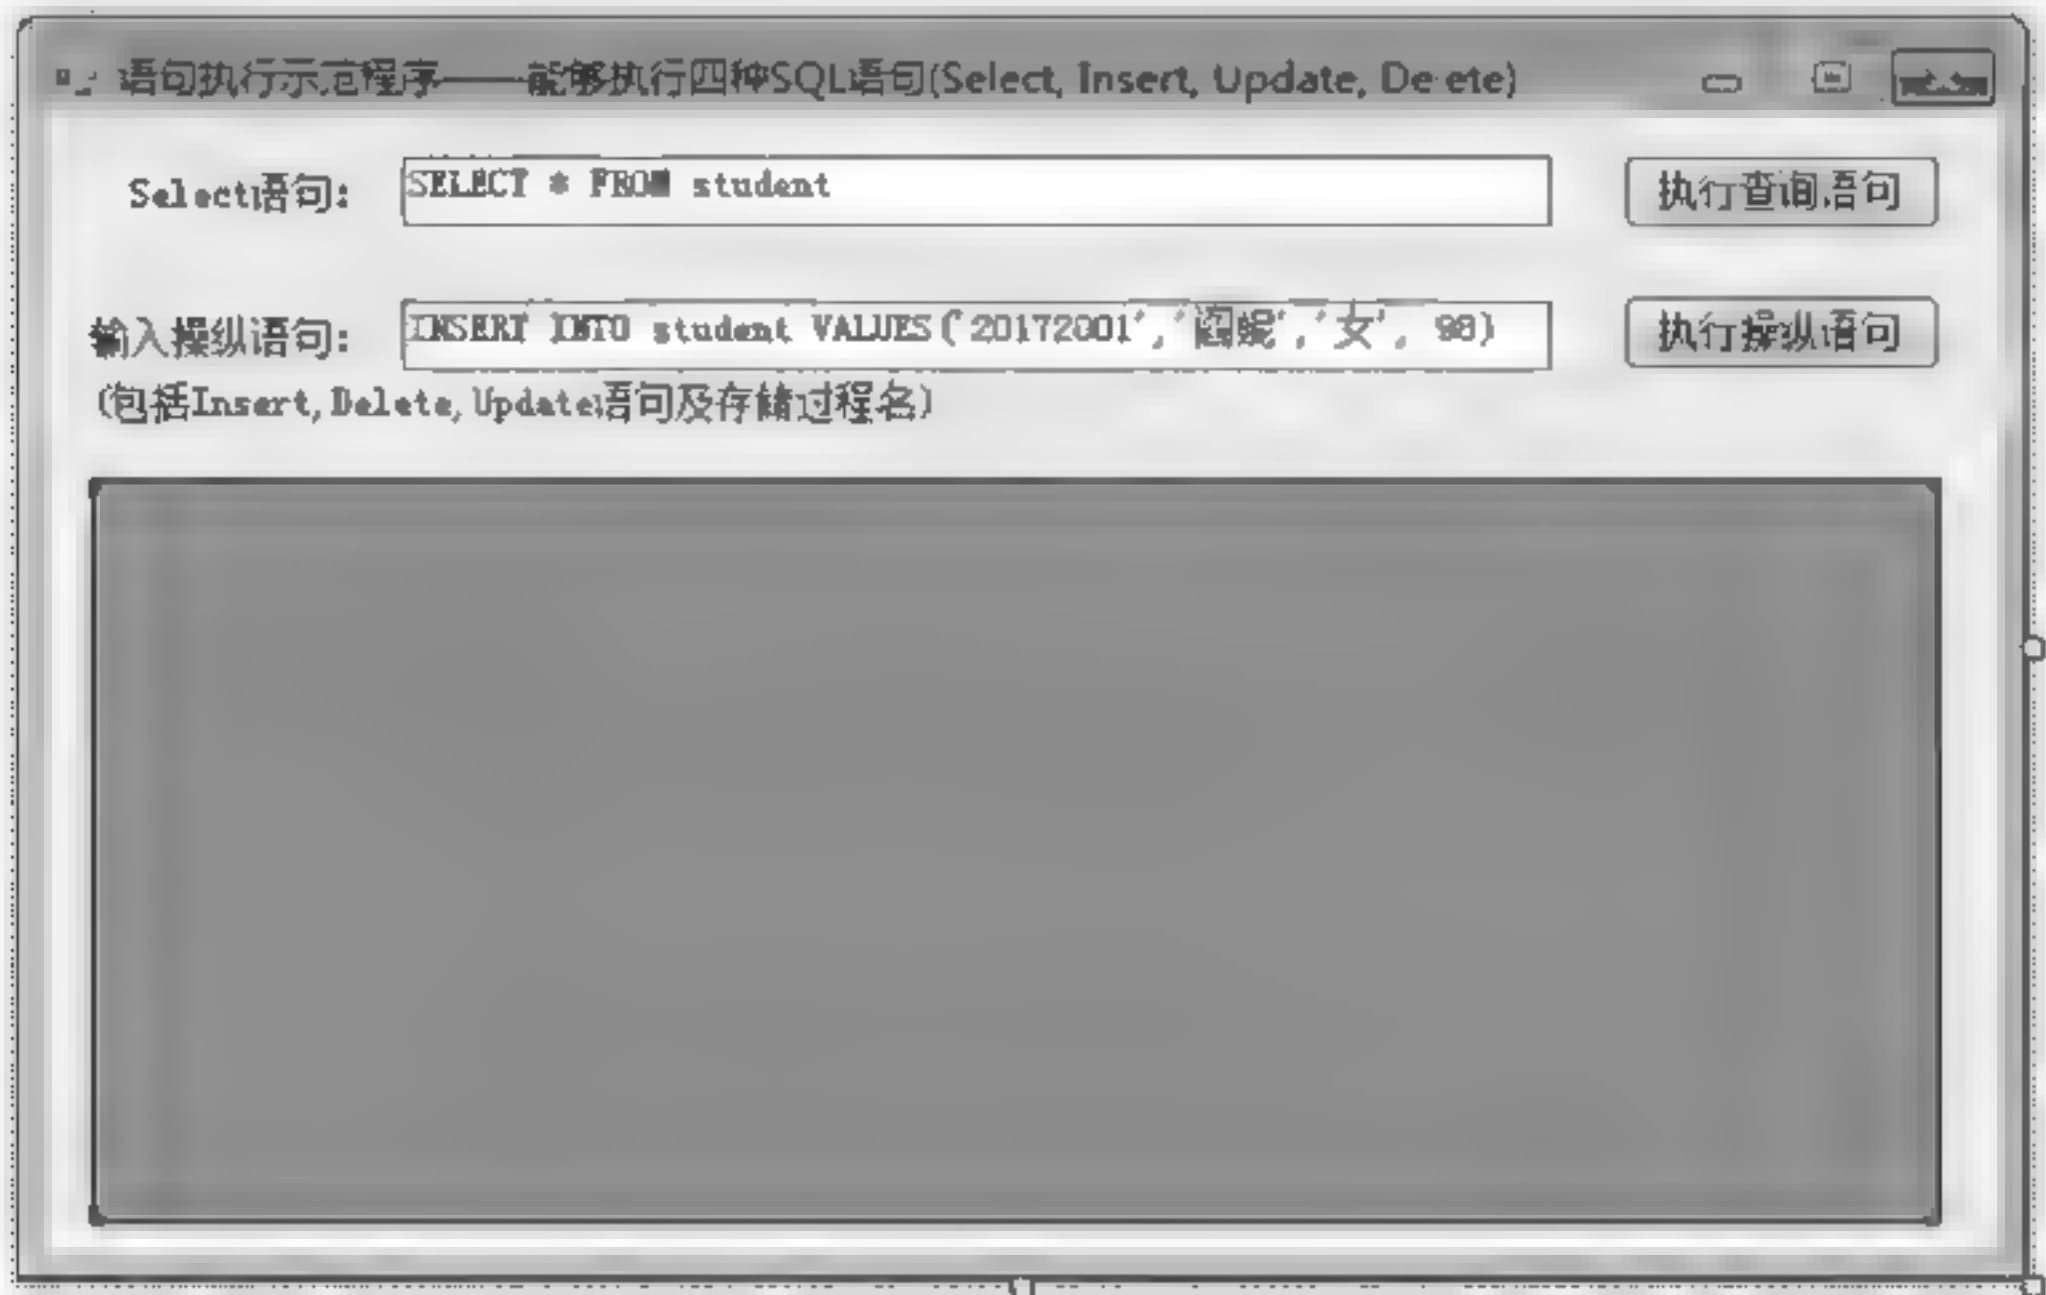 语句执行示范程序——能够执行四种SQL语句(Select, Insert, Update, Delete)
Select语句: SELECT * FROM student 执行查询语句
输入操纵语句: INSERT INTO student VALUES('20172001', '阎妮','女', 98) 执行操纵语句
(包括Insert,Delete,Update语句及存储过程名)